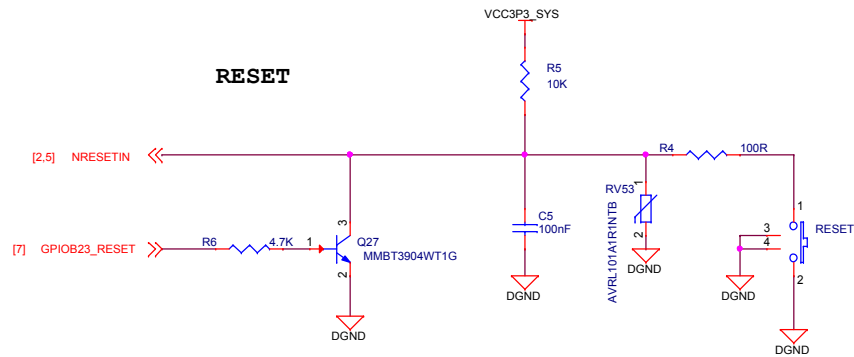 VCC3P3_SYS
RESET
R5
10K
[2,5] NRESETIN
R4 100R
1
RV53
2
AVRL101A1R1NTB
C5
100nF
DGND
DGND
[7] GPIOB23_RESET
R6 4.7K 1
3
Q27
MMBT3904WT1G
2
DGND
1
3
4
RESET
2
DGND
DGND